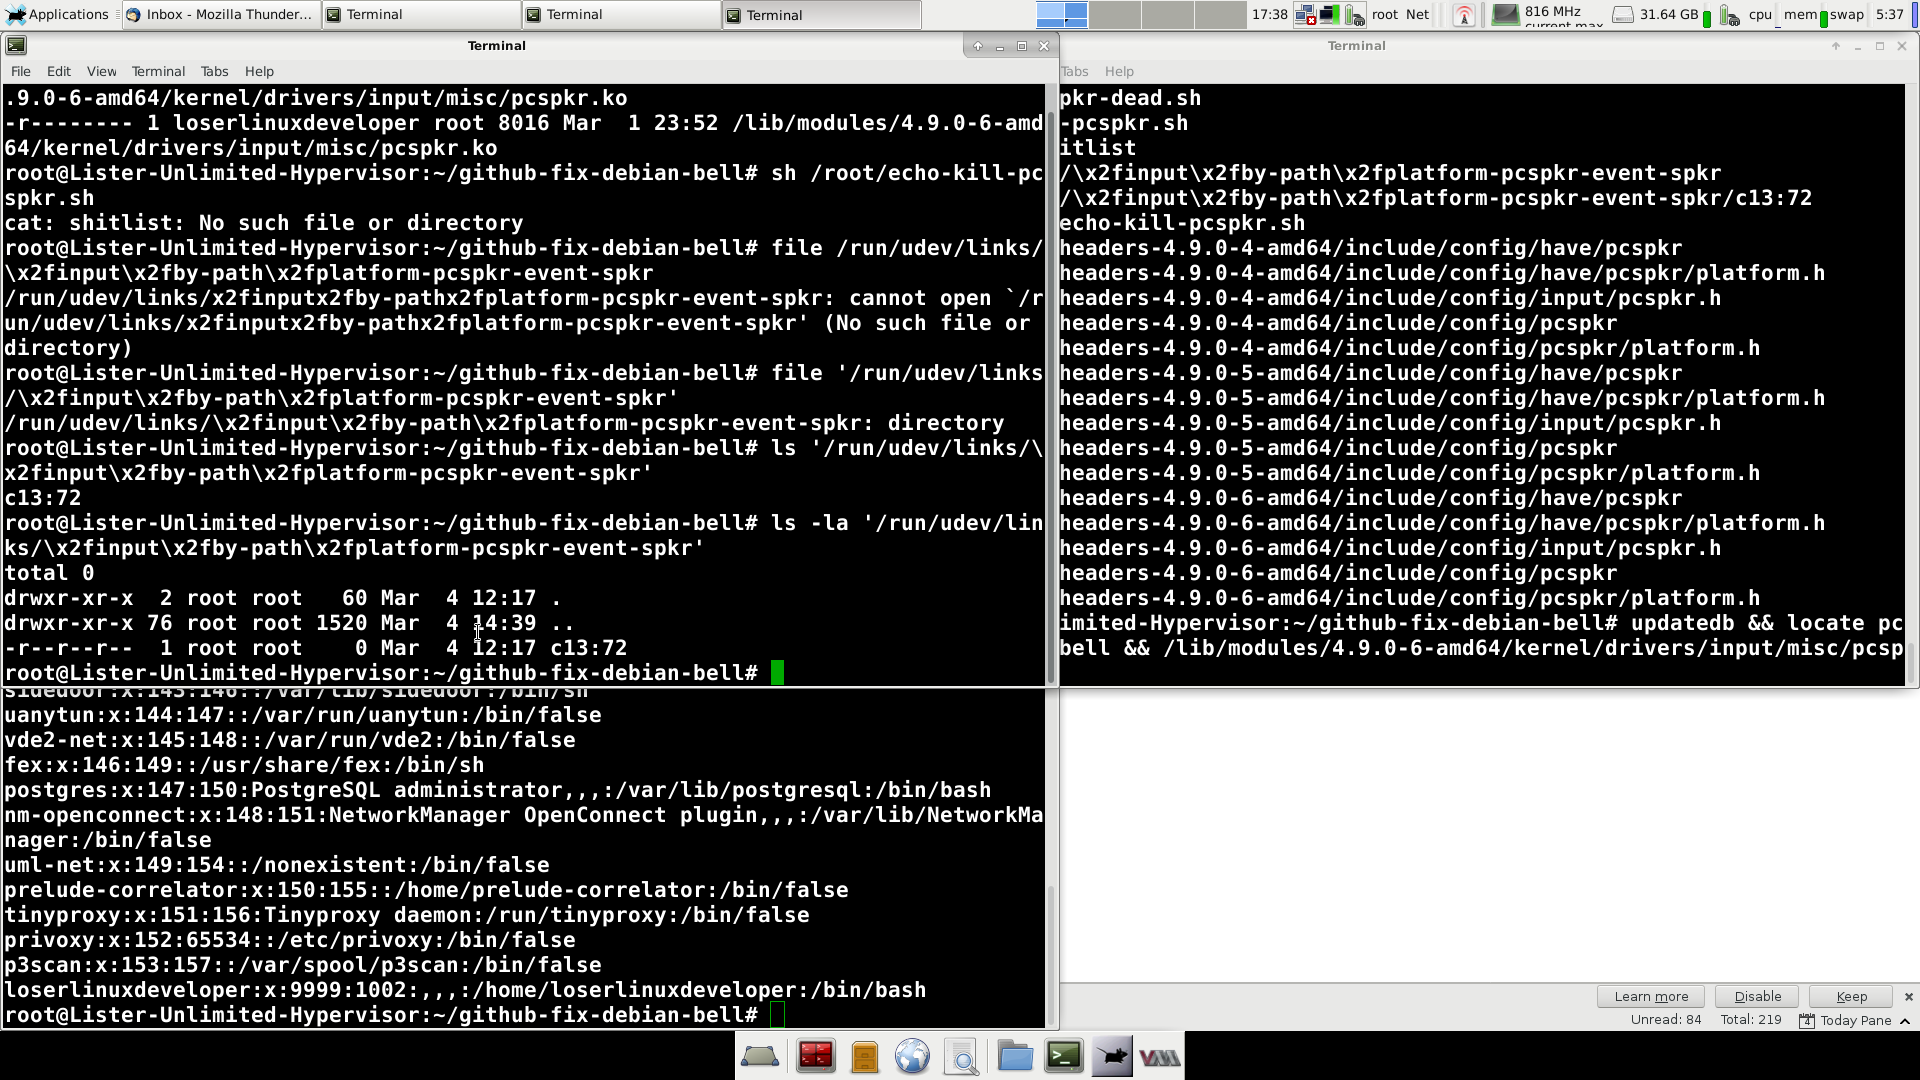 Applications
Inbox - Mozilla Thunder...
Terminal
Terminal
Terminal
17:38
root Net
816 MHz
current max
31.64 GB
cpu
mem
swap
5:37
Terminal
File Edit View Terminal Tabs Help
.9.0-6-amd64/kernel/drivers/input/misc/pcspkr.ko
-r-------- 1 loserlinuxdeveloper root 8016 Mar  1 23:52 /lib/modules/4.9.0-6-amd
64/kernel/drivers/input/misc/pcspkr.ko
root@Lister-Unlimited-Hypervisor:~/github-fix-debian-bell# sh /root/echo-kill-pc
spkr.sh
cat: shitlist: No such file or directory
root@Lister-Unlimited-Hypervisor:~/github-fix-debian-bell# file /run/udev/links/
\x2finput\x2fby-path\x2fplatform-pcspkr-event-spkr
/run/udev/links/x2finputx2fby-pathx2fplatform-pcspkr-event-spkr: cannot open `/r
un/udev/links/x2finputx2fby-pathx2fplatform-pcspkr-event-spkr' (No such file or
directory)
root@Lister-Unlimited-Hypervisor:~/github-fix-debian-bell# file '/run/udev/links
/\x2finput\x2fby-path\x2fplatform-pcspkr-event-spkr'
/run/udev/links/\x2finput\x2fby-path\x2fplatform-pcspkr-event-spkr: directory
root@Lister-Unlimited-Hypervisor:~/github-fix-debian-bell# ls '/run/udev/links/\
x2finput\x2fby-path\x2fplatform-pcspkr-event-spkr'
c13:72
root@Lister-Unlimited-Hypervisor:~/github-fix-debian-bell# ls -la '/run/udev/lin
ks/\x2finput\x2fby-path\x2fplatform-pcspkr-event-spkr'
total 0
drwxr-xr-x  2 root root   60 Mar  4 12:17 .
drwxr-xr-x 76 root root 1520 Mar  4 14:39 ..
-r--r--r--  1 root root    0 Mar  4 12:17 c13:72
root@Lister-Unlimited-Hypervisor:~/github-fix-debian-bell#
Terminal
Tabs Help
pkr-dead.sh
-pcspkr.sh
itlist
/\x2finput\x2fby-path\x2fplatform-pcspkr-event-spkr
/\x2finput\x2fby-path\x2fplatform-pcspkr-event-spkr/c13:72
echo-kill-pcspkr.sh
headers-4.9.0-4-amd64/include/config/have/pcspkr
headers-4.9.0-4-amd64/include/config/have/pcspkr/platform.h
headers-4.9.0-4-amd64/include/config/input/pcspkr.h
headers-4.9.0-4-amd64/include/config/pcspkr
headers-4.9.0-4-amd64/include/config/pcspkr/platform.h
headers-4.9.0-5-amd64/include/config/have/pcspkr
headers-4.9.0-5-amd64/include/config/have/pcspkr/platform.h
headers-4.9.0-5-amd64/include/config/input/pcspkr.h
headers-4.9.0-5-amd64/include/config/pcspkr
headers-4.9.0-5-amd64/include/config/pcspkr/platform.h
headers-4.9.0-6-amd64/include/config/have/pcspkr
headers-4.9.0-6-amd64/include/config/have/pcspkr/platform.h
headers-4.9.0-6-amd64/include/config/input/pcspkr.h
headers-4.9.0-6-amd64/include/config/pcspkr
headers-4.9.0-6-amd64/include/config/pcspkr/platform.h
imited-Hypervisor:~/github-fix-debian-bell# updatedb && locate pc
bell && /lib/modules/4.9.0-6-amd64/kernel/drivers/input/misc/pcsp
sidedoor:x:143:146::/var/lib/sidedoor:/bin/sh
uanytun:x:144:147::/var/run/uanytun:/bin/false
vde2-net:x:145:148::/var/run/vde2:/bin/false
fex:x:146:149::/usr/share/fex:/bin/sh
postgres:x:147:150:PostgreSQL administrator,,,:/var/lib/postgresql:/bin/bash
nm-openconnect:x:148:151:NetworkManager OpenConnect plugin,,,:/var/lib/NetworkMa
nager:/bin/false
uml-net:x:149:154::/nonexistent:/bin/false
prelude-correlator:x:150:155::/home/prelude-correlator:/bin/false
tinyproxy:x:151:156:Tinyproxy daemon:/run/tinyproxy:/bin/false
privoxy:x:152:65534::/etc/privoxy:/bin/false
p3scan:x:153:157::/var/spool/p3scan:/bin/false
loserlinuxdeveloper:x:9999:1002:,,,:/home/loserlinuxdeveloper:/bin/bash
root@Lister-Unlimited-Hypervisor:~/github-fix-debian-bell#
Learn more
Disable
Keep
Unread: 84
Total: 219
4
Today Pane